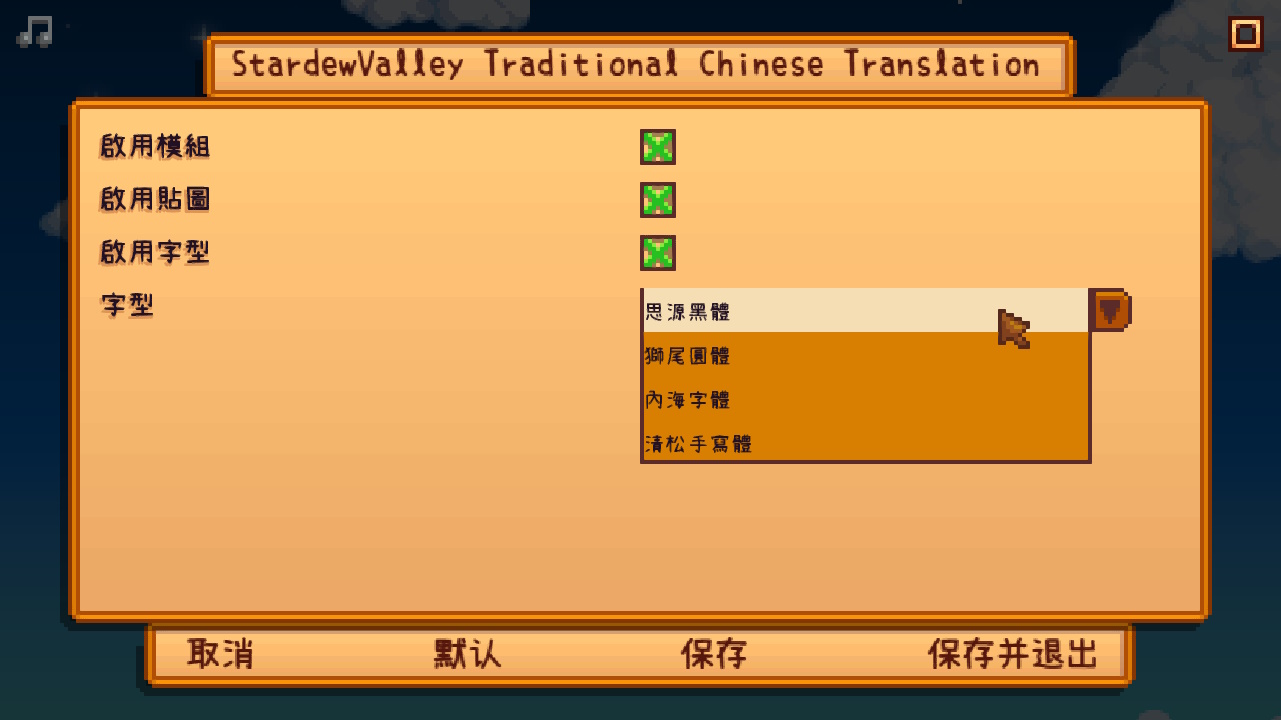 StardewValley Traditional Chinese Translation
啟用模組
啟用貼圖
啟用字型
字型
思源黑體
獅尾圓體
內海字體
清松手寫體
取消 默认 保存 保存并退出